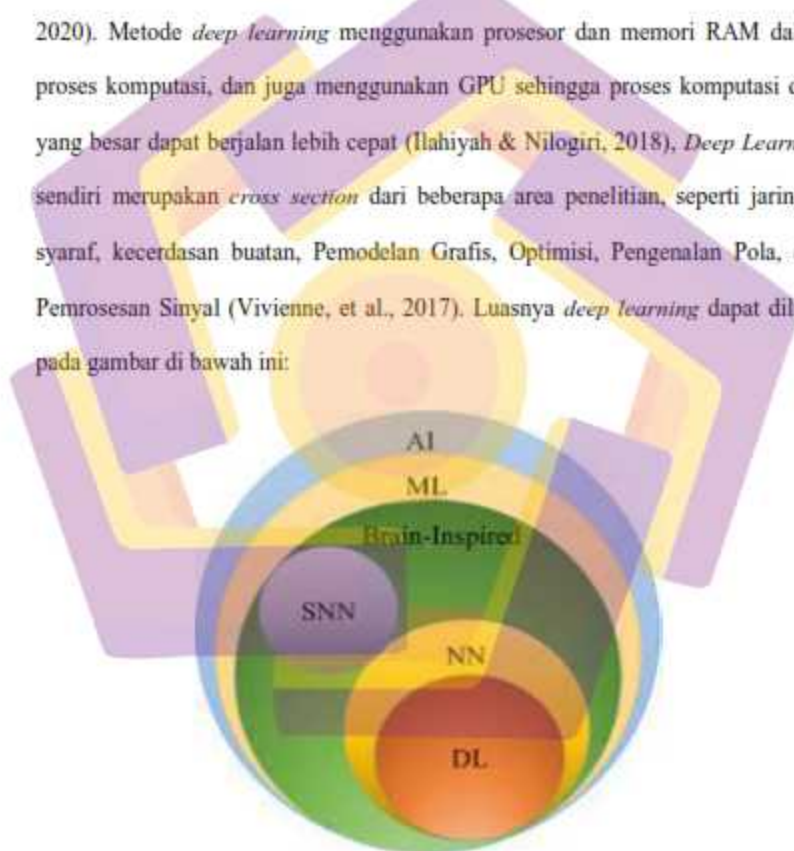 2020). Metode deep learning menggunakan prosesor dan memori RAM da
proses komputasi, dan juga menggunakan GPU sehingga proses komputasi
yang besar dapat berjalan lebih cepat (Ilahiyah & Nilogiri, 2018), Deep Learn
sendiri merupakan cross section dari beberapa area penelitian, seperti jarin
syaraf, kecerdasan buatan, Pemodelan Grafis, Optimisi, Pengenalan Pola,
Pemrosesan Sinyal (Vivienne, et al., 2017). Luasnya deep learning dapat dil
pada gambar di bawah ini:
AI
ML
Brain-Inspired
SNN
NN
DL